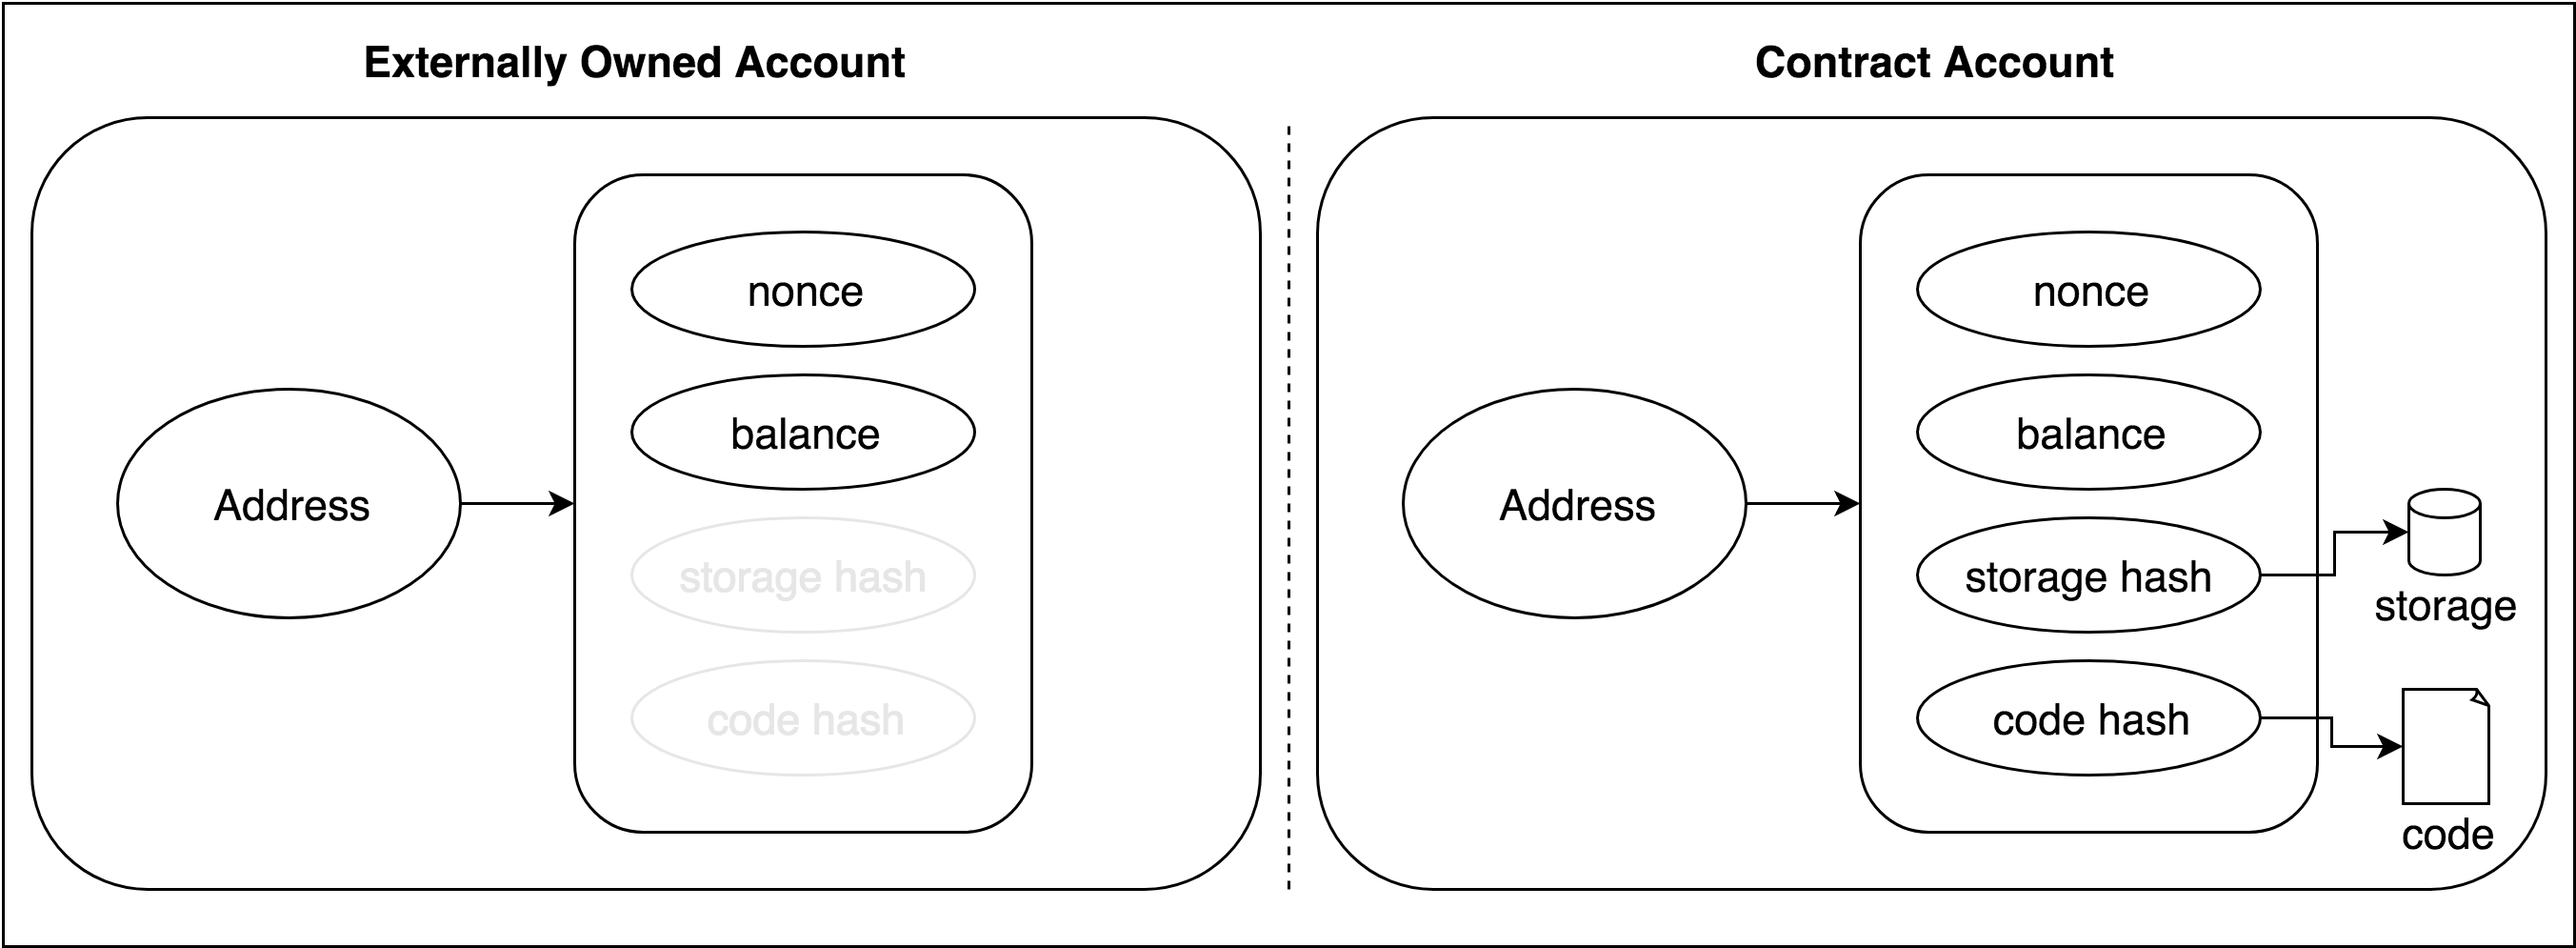 Externally Owned Account
Address
nonce
balance
storage hash
code hash
Contract Account
Address
nonce
balance
storage hash
code hash
storage
code